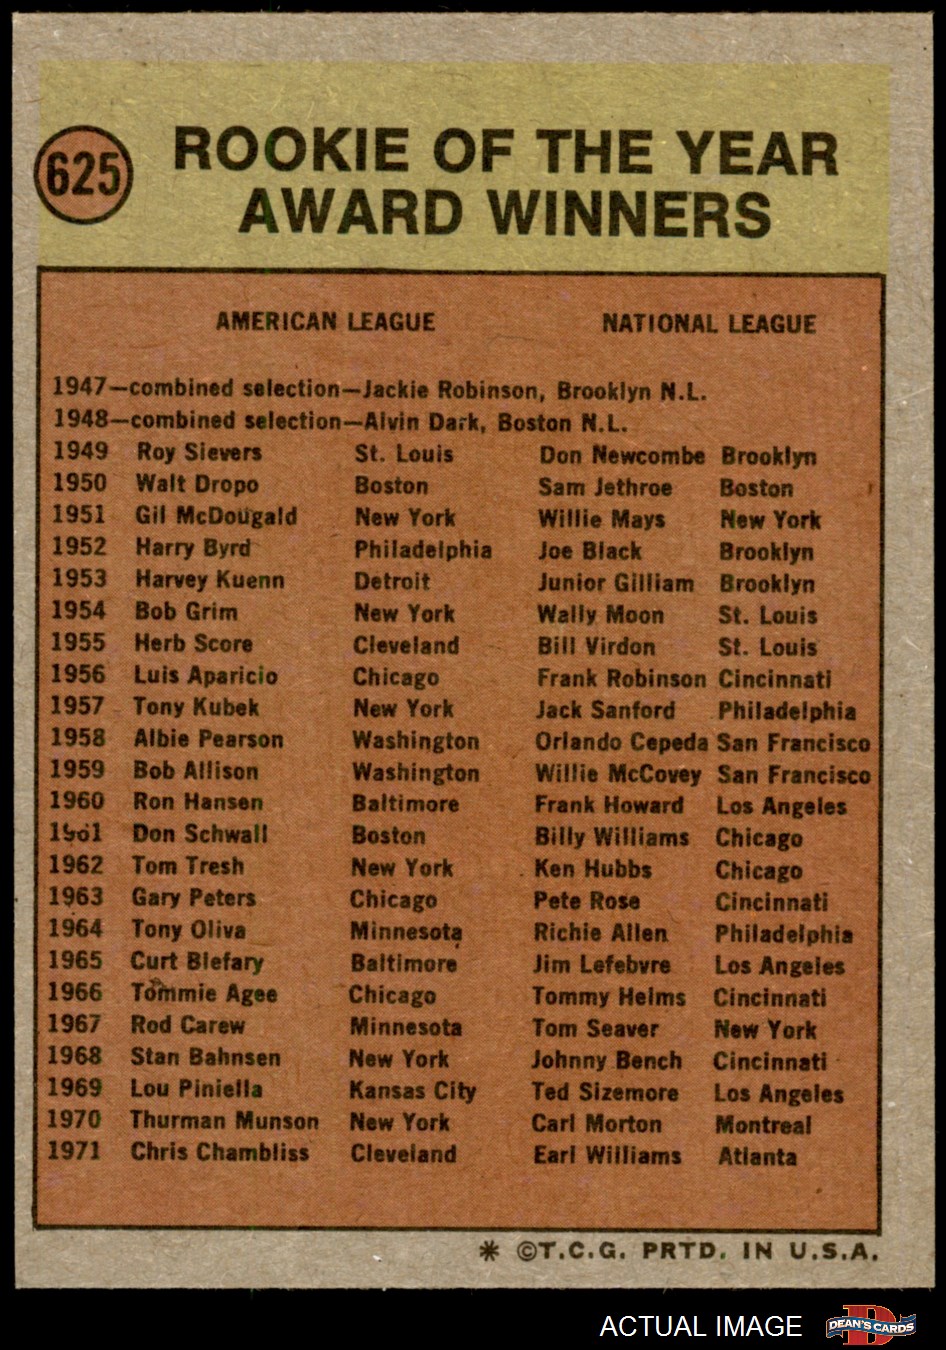 625
ROOKIE OF THE YEAR
AWARD WINNERS
AMERICAN LEAGUE NATIONAL LEAGUE
1947—combined selection—Jackie Robinson, Brooklyn N.L.
1948—combined selection—Alvin Dark, Boston N.L.
1949 Roy Sievers St. Louis Don Newcombe Brooklyn
1950 Walt Dropo Boston Sam Jethroe Boston
1951 Gil McDougald New York Willie Mays New York
1952 Harry Byrd Philadelphia Joe Black Brooklyn
1953 Harvey Kuenn Detroit Junior Gilliam Brooklyn
1954 Bob Grim New York Wally Moon St. Louis
1955 Herb Score Cleveland Bill Virdon St. Louis
1956 Luis Aparicio Chicago Frank Robinson Cincinnati
1957 Tony Kubek New York Jack Sanford Philadelphia
1958 Albie Pearson Washington Orlando Cepeda San Francisco
1959 Bob Allison Washington Willie McCovey San Francisco
1960 Ron Hansen Baltimore Frank Howard Los Angeles
1961 Don Schwall Boston Billy Williams Chicago
1962 Tom Tresh New York Ken Hubbs Chicago
1963 Gary Peters Chicago Pete Rose Cincinnati
1964 Tony Oliva Minnesota Richie Allen Philadelphia
1965 Curt Blefary Baltimore Jim Lefebvre Los Angeles
1966 Tommie Agee Chicago Tommy Helms Cincinnati
1967 Rod Carew Minnesota Tom Seaver New York
1968 Stan Bahnsen New York Johnny Bench Cincinnati
1969 Lou Piniella Kansas City Ted Sizemore Los Angeles
1970 Thurman Munson New York Carl Morton Montreal
1971 Chris Chambliss Cleveland Earl Williams Atlanta
* ©T.C.G. PRTD. IN U.S.A.
ACTUAL IMAGE DEAN'S CARDS